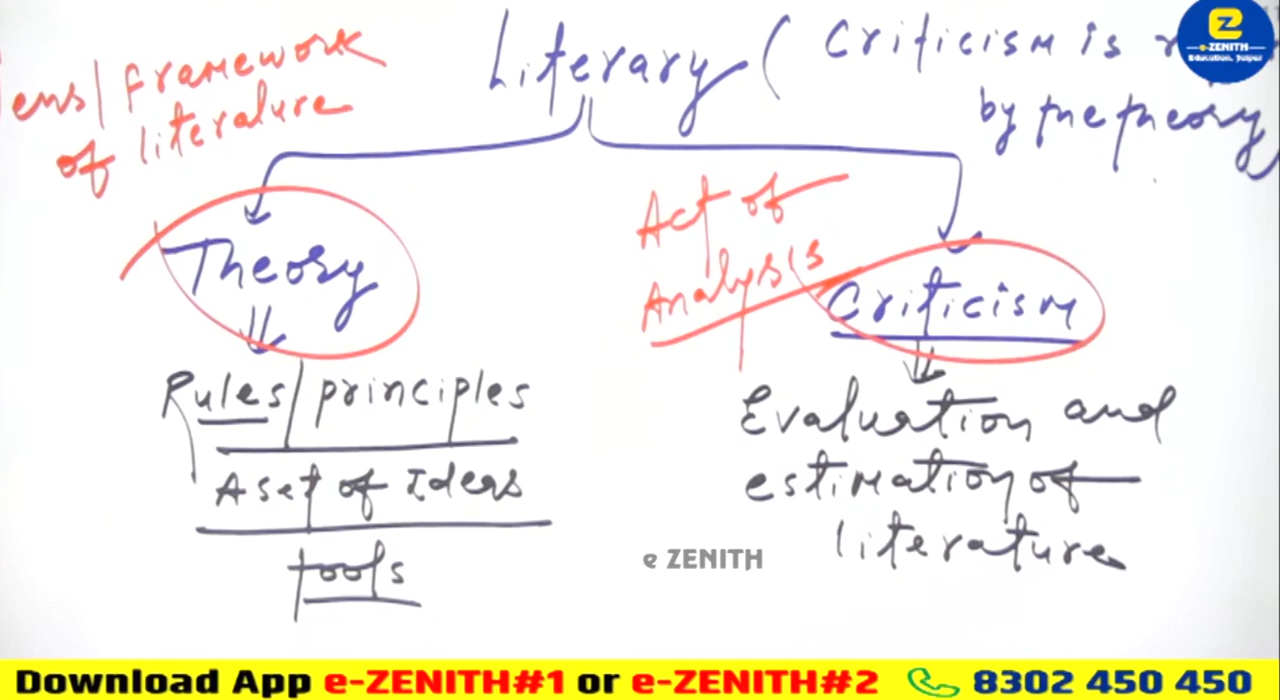 Literary ( Criticism is
by the theory
ens/ framework
of literature
Theory
Act of
Analysis
Criticism
Rules/ principles
A set of Ideas
tools
Evaluation and
estimation of
literature
e-ZENITH
Education, Jaipur
e ZENITH
Download App e-ZENITH#1 or e-ZENITH#2 8302 450 450